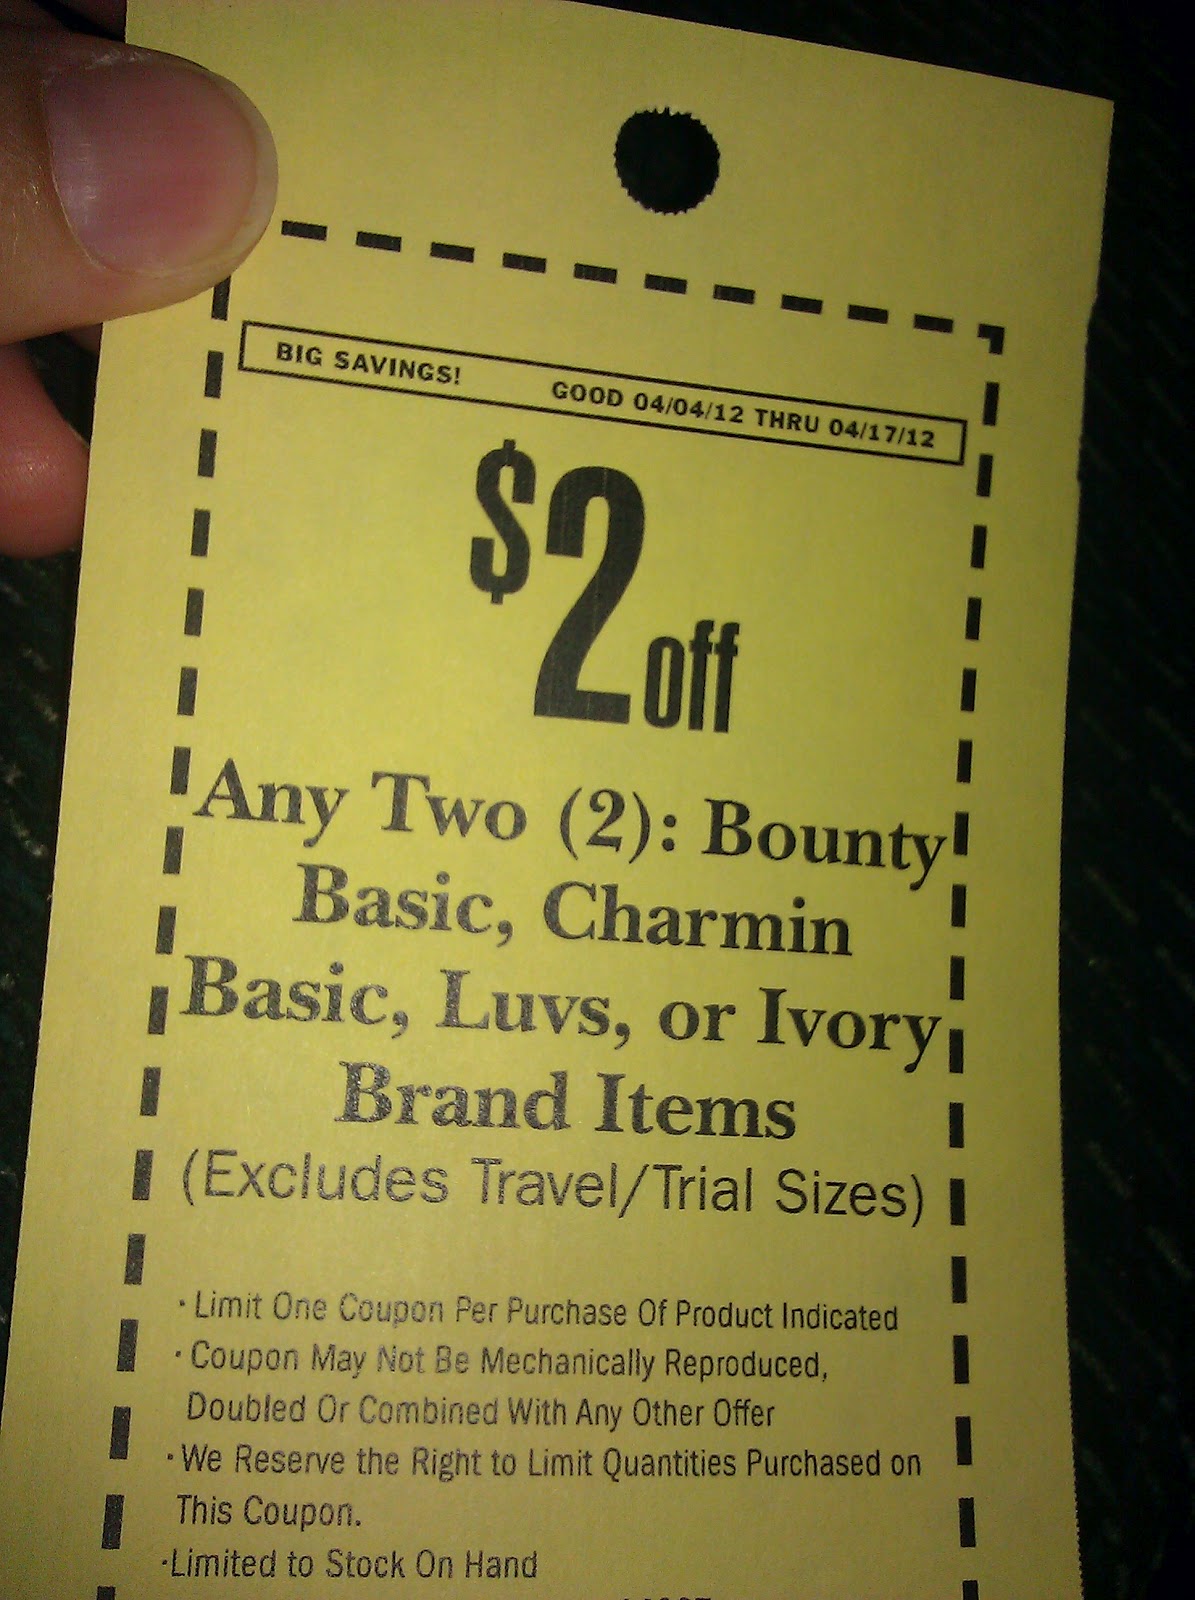 BIG SAVINGS! GOOD 04/04/12 THRU 04/17/12
$2 off
Any Two (2): Bounty
Basic, Charmin
Basic, Luvs, or Ivory
Brand Items
(Excludes Travel/Trial Sizes)
· Limit One Coupon Per Purchase Of Product Indicated
· Coupon May Not Be Mechanically Reproduced,
Doubled Or Combined With Any Other Offer
· We Reserve the Right to Limit Quantities Purchased on
This Coupon.
· Limited to Stock On Hand